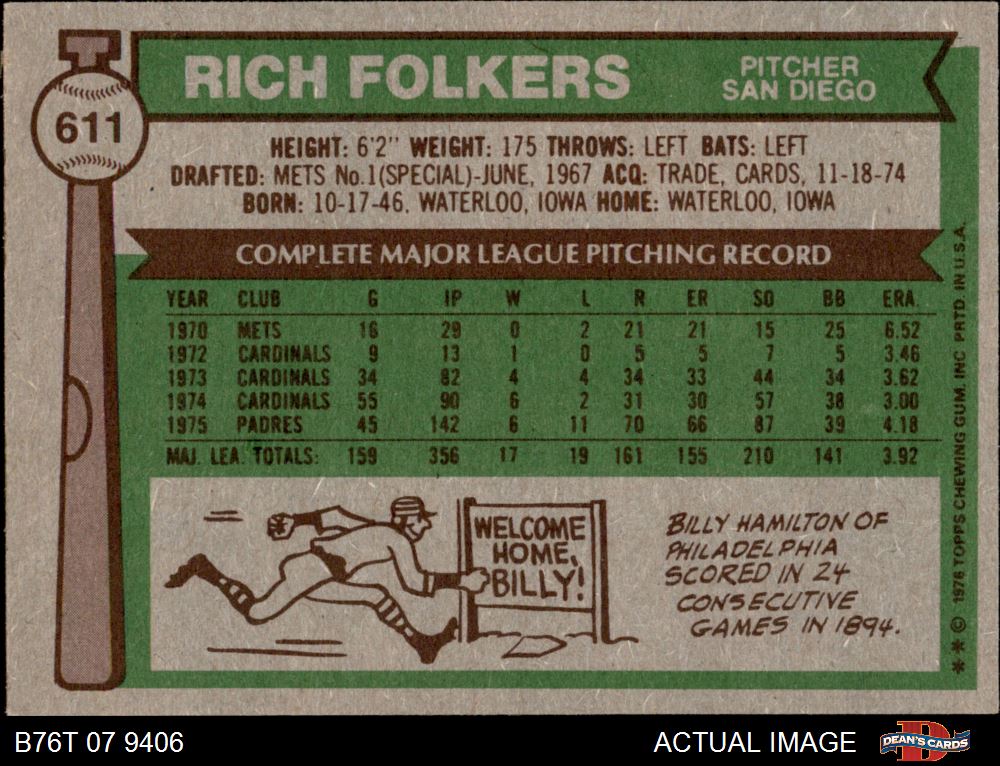 RICH FOLKERS
PITCHER
SAN DIEGO
611
HEIGHT: 6'2" WEIGHT: 175 THROWS: LEFT BATS: LEFT
DRAFTED: METS No.1(SPECIAL)-JUNE, 1967 ACQ: TRADE, CARDS, 11-18-74
BORN: 10-17-46, WATERLOO, IOWA HOME: WATERLOO, IOWA
COMPLETE MAJOR LEAGUE PITCHING RECORD
YEAR CLUB G IP W L R ER SO BB ERA.
1970 METS 16 29 0 2 21 21 15 25 6.52
1972 CARDINALS 9 13 1 0 5 5 7 5 3.46
1973 CARDINALS 34 82 4 4 34 33 44 34 3.62
1974 CARDINALS 55 90 6 2 31 30 57 38 3.00
1975 PADRES 45 142 6 11 70 66 87 39 4.18
MAJ. LEA. TOTALS: 159 356 17 19 161 155 210 141 3.92
WELCOME
HOME,
BILLY!
BILLY HAMILTON OF
PHILADELPHIA
SCORED IN 24
CONSECUTIVE
GAMES IN 1894.
** © 1976 TOPPS CHEWING GUM, INC PRTD. IN U.S.A.
B76T 07 9406
ACTUAL IMAGE
DEAN'S CARDS